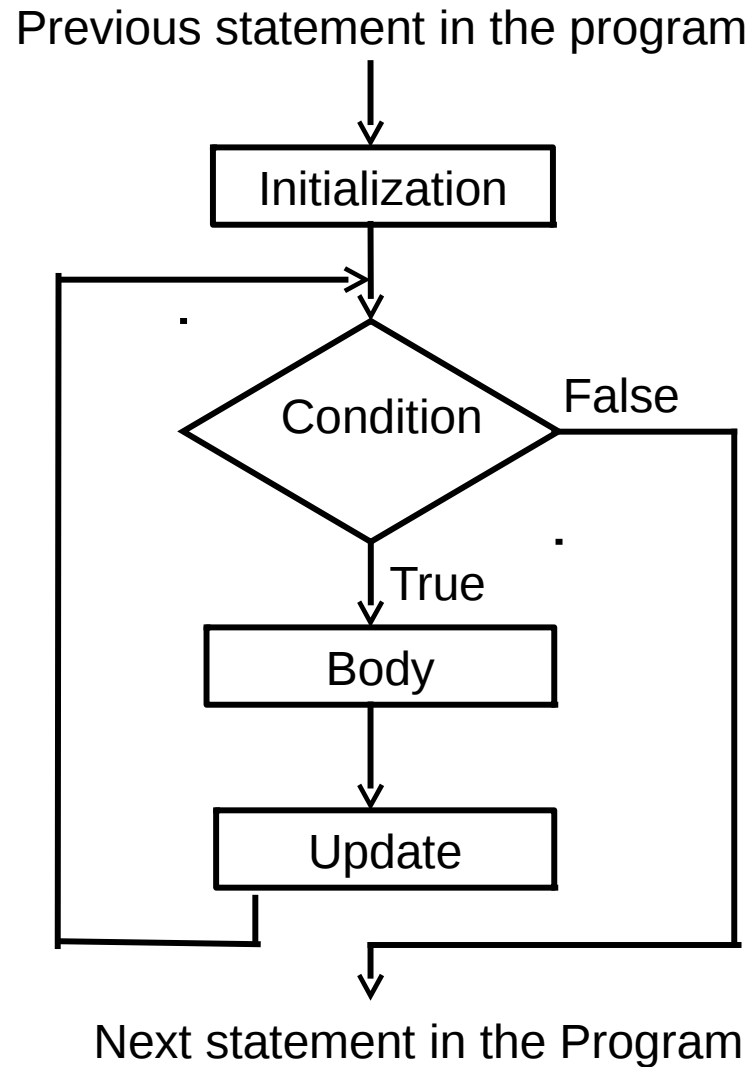 Previous statement in the program
Initialization
Condition
False
True
Body
Update
Next statement in the Program